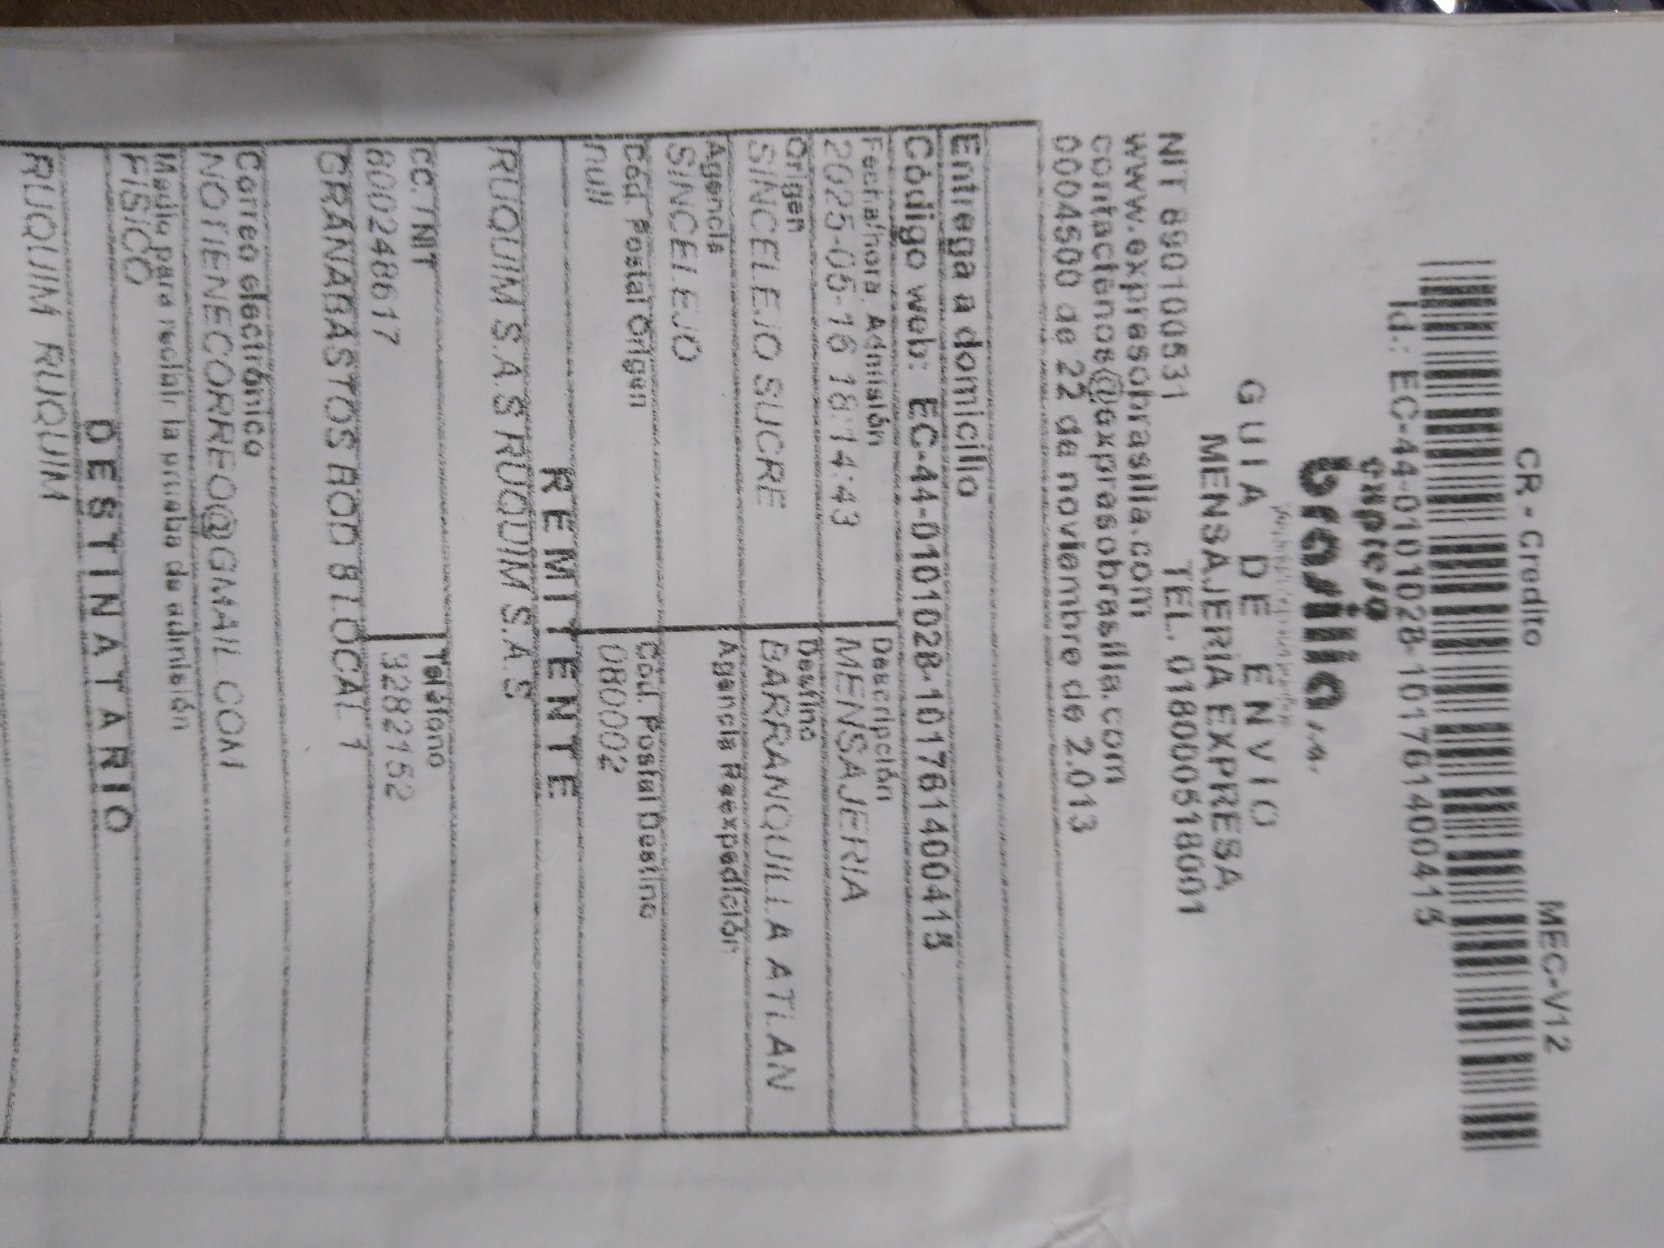 CR - Credito MEC-V12
Id.: EC-44-0101028-1017614000415
expreso
brasilia S.A.
GUIA DE ENVIO
MENSAJERÍA EXPRESA
NIT 890100531 TEL. 018000518001
www.expresobrasilia.com
contactenos@expresobrasilia.com
0004500 de 22 de noviembre de 2.013
Entrega a domicilio
Código web: EC-44-0101028-1017614000415
Fecha/hora. Admisión Descripción
2025-05-16 18:14:43 MENSAJERIA
Origen Destino
SINCELEJO SUCRE BARRANQUILLA ATLAN
Agencia Agencia Reexpedición
SINCELEJO
Cód Postal Origen Cód. Postal Destino
null 080002
REMITENTE
RUQUIM S.A.S RUQUIM S.A.S
CC./NIT Teléfono
800248617 3282152
GRANABASTOS BOD 8 LOCAL 1
Correo electrónico
NOTIENECORREO@GMAIL.COM
Medio para recibir la prueba de admisión
FISICO
DESTINATARIO
RUQUIM RUQUIM